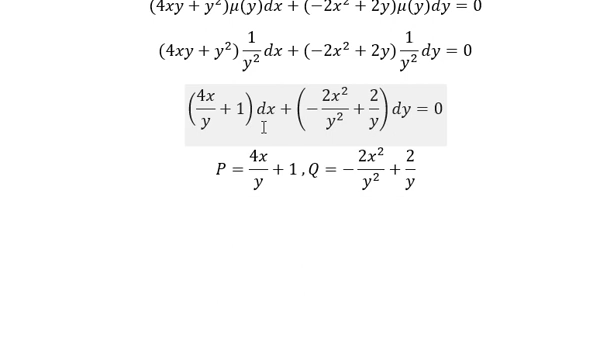 (4xy + y²)μ(y)dx + (−2x² + 2y)μ(y)dy = 0
(4xy + y²) 1/y² dx + (−2x² + 2y) 1/y² dy = 0
(4x/y + 1) dx + (− 2x²/y² + 2/y) dy = 0
P = 4x/y + 1 , Q = − 2x²/y² + 2/y